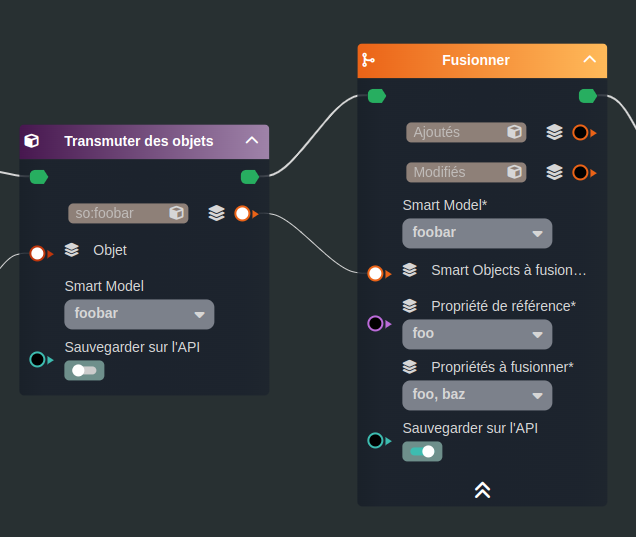 Transmuter des objets
so:foobar
Objet
Smart Model
foobar
Sauvegarder sur l'API
Fusionner
Ajoutés
Modifiés
Smart Model*
foobar
Smart Objects à fusion…
Propriété de référence*
foo
Propriétés à fusionner*
foo, baz
Sauvegarder sur l'API